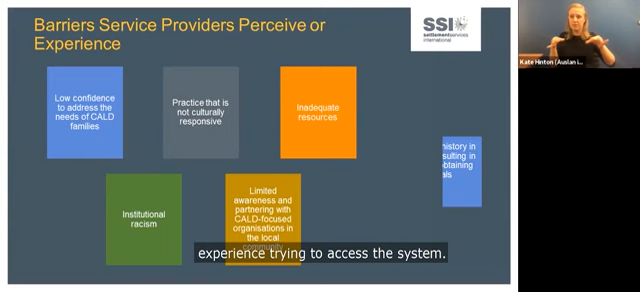 Barriers Service Providers Perceive or
Experience
SSI
settlement services
international
Kate Hinton (Auslan i...
Low confidence
to address the
needs of CALD
families
Practice that is
not culturally
responsive
Inadequate
resources
history in
sulting in
btaining
als
Institutional
racism
Limited
awareness and
partnering with
CALD-focused
organisations in
the local
experience trying to access the system.